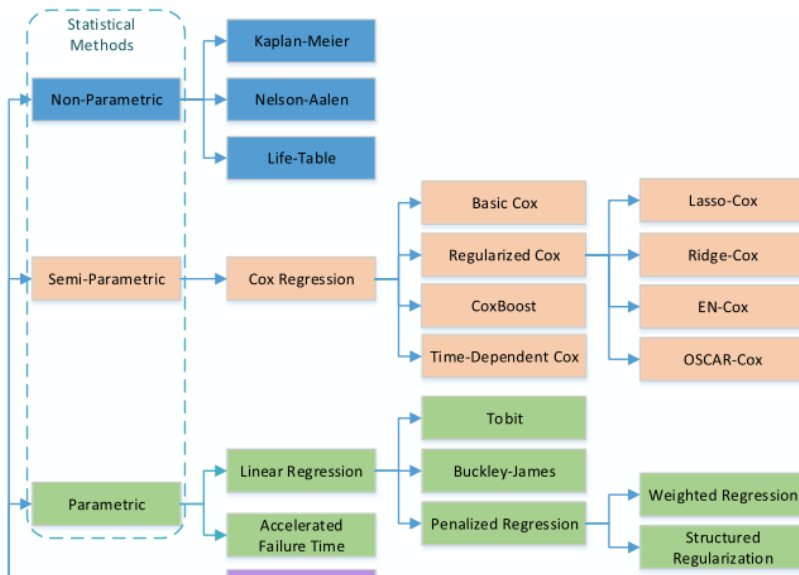 Statistical
Methods
Kaplan-Meier
Non-Parametric
Nelson-Aalen
Life-Table
Basic Cox
Lasso-Cox
Semi-Parametric
Cox Regression
Regularized Cox
Ridge-Cox
CoxBoost
EN-Cox
Time-Dependent Cox
OSCAR-Cox
Tobit
Linear Regression
Buckley-James
Parametric
Weighted Regression
Accelerated
Failure Time
Penalized Regression
Structured
Regularization